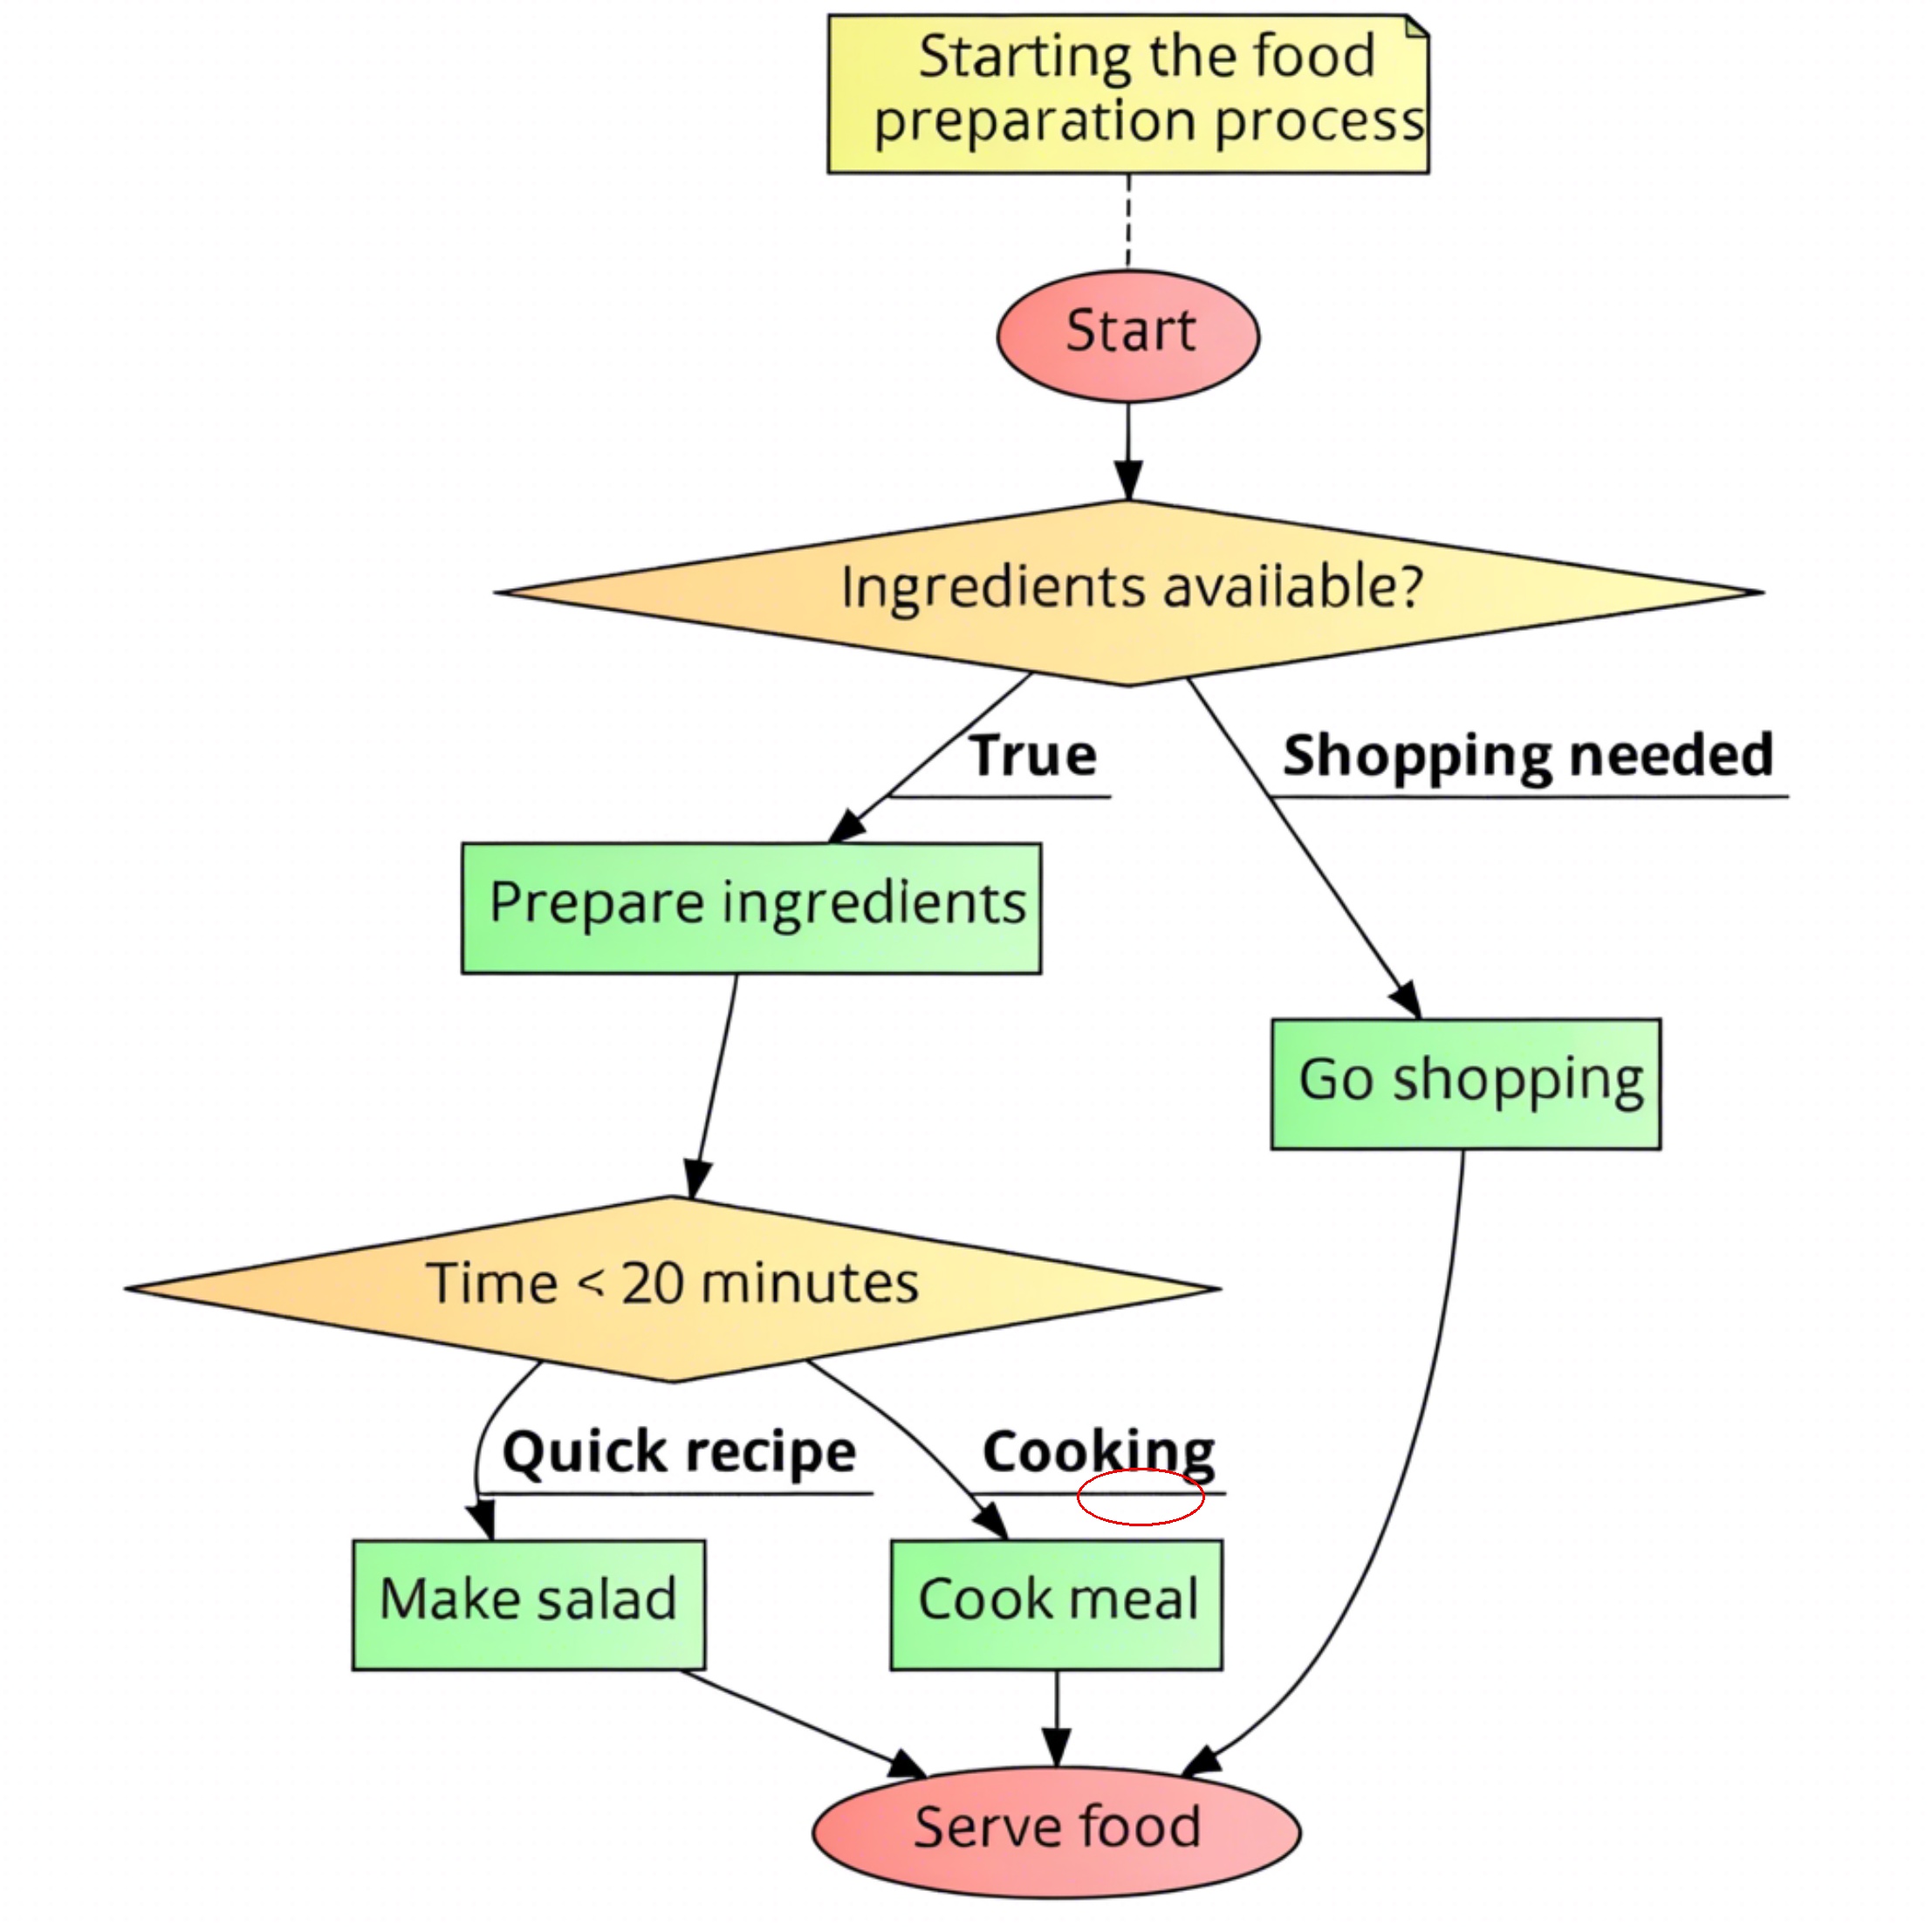 Starting the food
preparation process
Start
Ingredients available?
True
Shopping needed
Prepare ingredients
Go shopping
Time < 20 minutes
Quick recipe
Cooking
Make salad
Cook meal
Serve food